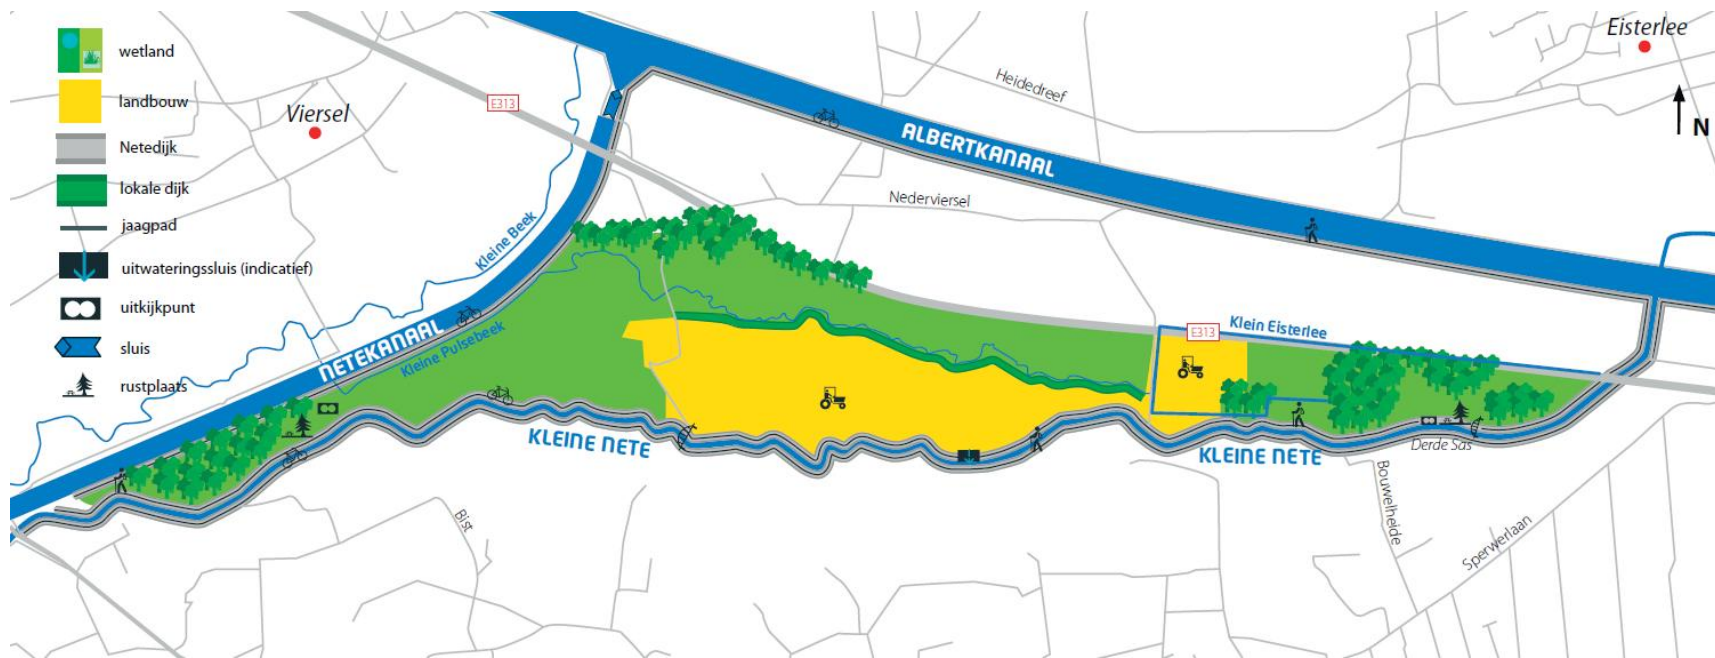 wetland
landbouw
Netedijk
lokale dijk
jaagpad
uitwateringssluis (indicatief)
uitkijkpunt
sluis
rustplaats
Viersel
E313
Eisterlee
N
Heidedreef
ALBERTKANAAL
Nederviersel
Kleine Beek
NETEKANAAL
Kleine Pulsebeek
Klein Eisterlee
E313
KLEINE NETE
KLEINE NETE
Derde Sas
Bist
Bouwelheide
Sperwerlaan